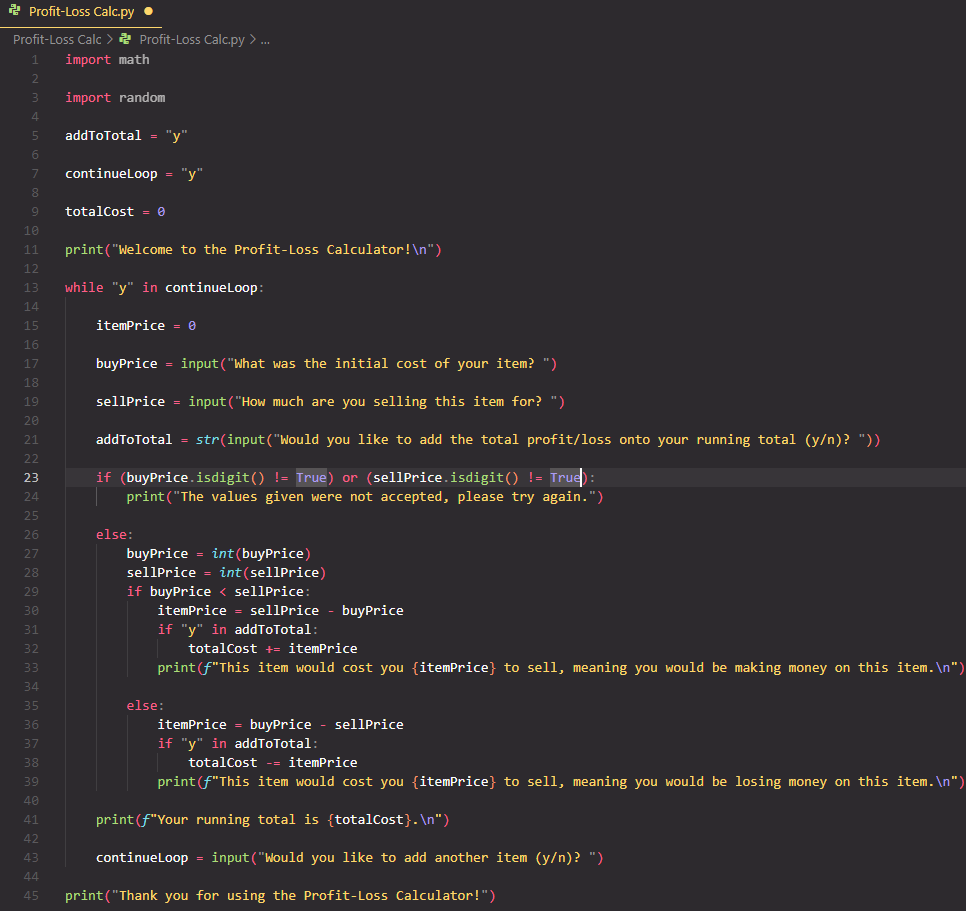 Profit-Loss Calc.py ●
Profit-Loss Calc > Profit-Loss Calc.py > ...
1 import math
2
3 import random
4
5 addToTotal = "y"
6
7 continueLoop = "y"
8
9 totalCost = 0
10
11 print("Welcome to the Profit-Loss Calculator!\n")
12
13 while "y" in continueLoop:
14
15     itemPrice = 0
16
17     buyPrice = input("What was the initial cost of your item? ")
18
19     sellPrice = input("How much are you selling this item for? ")
20
21     addToTotal = str(input("Would you like to add the total profit/loss onto your running total (y/n)? "))
22
23     if (buyPrice.isdigit() != True) or (sellPrice.isdigit() != True):
24         print("The values given were not accepted, please try again.")
25
26     else:
27         buyPrice = int(buyPrice)
28         sellPrice = int(sellPrice)
29         if buyPrice < sellPrice:
30             itemPrice = sellPrice - buyPrice
31             if "y" in addToTotal:
32                 totalCost += itemPrice
33             print(f"This item would cost you {itemPrice} to sell, meaning you would be making money on this item.\n")
34
35         else:
36             itemPrice = buyPrice - sellPrice
37             if "y" in addToTotal:
38                 totalCost -= itemPrice
39             print(f"This item would cost you {itemPrice} to sell, meaning you would be losing money on this item.\n")
40
41     print(f"Your running total is {totalCost}.\n")
42
43     continueLoop = input("Would you like to add another item (y/n)? ")
44
45 print("Thank you for using the Profit-Loss Calculator!")